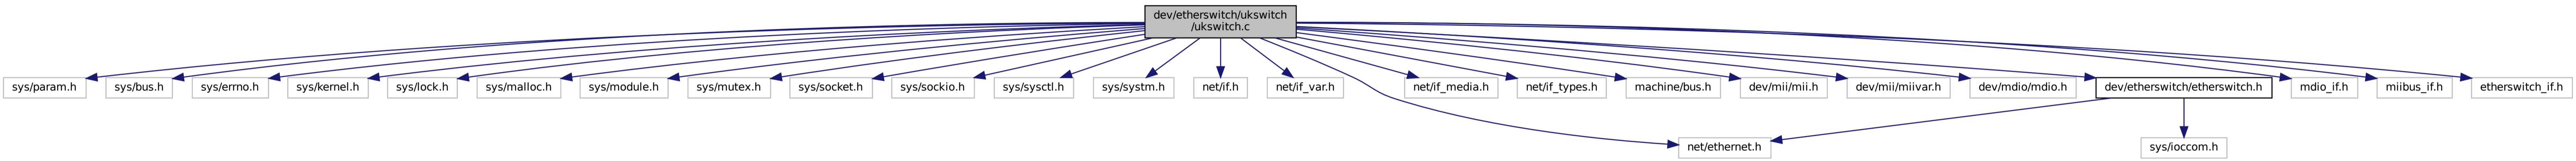 dev/etherswitch/ukswitch
/ukswitch.c
sys/param.h
sys/bus.h
sys/errno.h
sys/kernel.h
sys/lock.h
sys/malloc.h
sys/module.h
sys/mutex.h
sys/socket.h
sys/sockio.h
sys/sysctl.h
sys/systm.h
net/if.h
net/if_var.h
net/if_media.h
net/if_types.h
machine/bus.h
dev/mii/mii.h
dev/mii/miivar.h
dev/mdio/mdio.h
dev/etherswitch/etherswitch.h
mdio_if.h
miibus_if.h
etherswitch_if.h
net/ethernet.h
sys/ioccom.h